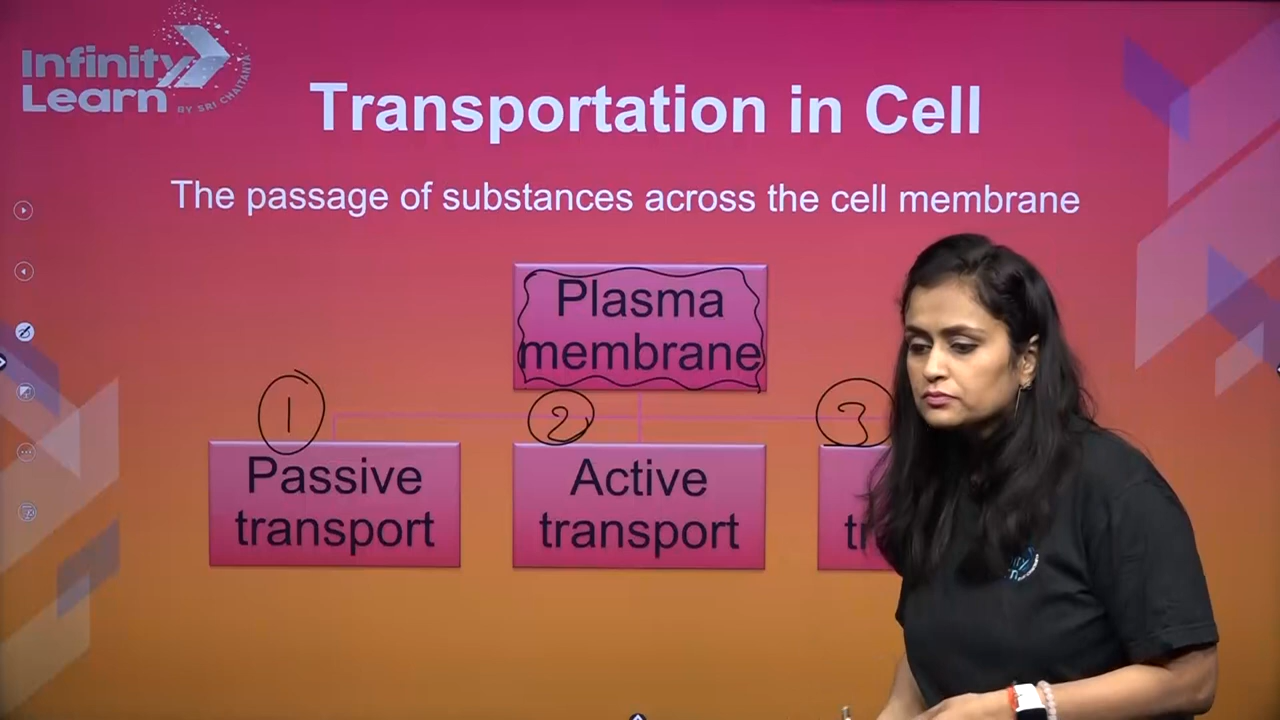 Infinity
Learn
BY SRI CHAITANYA
Transportation in Cell
The passage of substances across the cell membrane
Plasma
membrane
1
2
3
Passive
transport
Active
transport